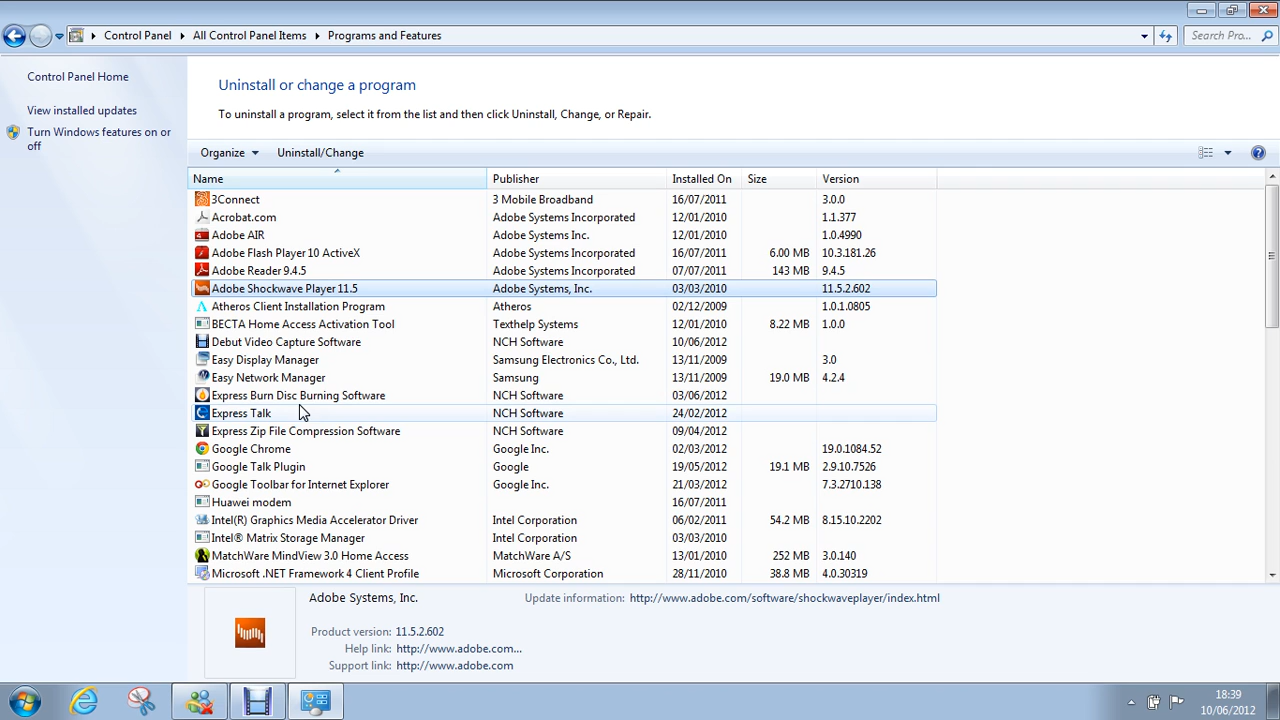 Control Panel All Control Panel Items Programs and Features Search Pro...
Control Panel Home
View installed updates
Turn Windows features on or
off
Uninstall or change a program
To uninstall a program, select it from the list and then click Uninstall, Change, or Repair.
Organize Uninstall/Change
Name Publisher Installed On Size Version
3Connect 3 Mobile Broadband 16/07/2011 3.0.0
Acrobat.com Adobe Systems Incorporated 12/01/2010 1.1.377
Adobe AIR Adobe Systems Inc. 12/01/2010 1.0.4990
Adobe Flash Player 10 ActiveX Adobe Systems Incorporated 16/07/2011 6.00 MB 10.3.181.26
Adobe Reader 9.4.5 Adobe Systems Incorporated 07/07/2011 143 MB 9.4.5
Adobe Shockwave Player 11.5 Adobe Systems, Inc. 03/03/2010 11.5.2.602
Atheros Client Installation Program Atheros 02/12/2009 1.0.1.0805
BECTA Home Access Activation Tool Texthelp Systems 12/01/2010 8.22 MB 1.0.0
Debut Video Capture Software NCH Software 10/06/2012
Easy Display Manager Samsung Electronics Co., Ltd. 13/11/2009 3.0
Easy Network Manager Samsung 13/11/2009 19.0 MB 4.2.4
Express Burn Disc Burning Software NCH Software 03/06/2012
Express Talk NCH Software 24/02/2012
Express Zip File Compression Software NCH Software 09/04/2012
Google Chrome Google Inc. 02/03/2012 19.0.1084.52
Google Talk Plugin Google 19/05/2012 19.1 MB 2.9.10.7526
Google Toolbar for Internet Explorer Google Inc. 21/03/2012 7.3.2710.138
Huawei modem 16/07/2011
Intel(R) Graphics Media Accelerator Driver Intel Corporation 06/02/2011 54.2 MB 8.15.10.2202
Intel® Matrix Storage Manager Intel Corporation 03/03/2010
MatchWare MindView 3.0 Home Access MatchWare A/S 13/01/2010 252 MB 3.0.140
Microsoft .NET Framework 4 Client Profile Microsoft Corporation 28/11/2010 38.8 MB 4.0.30319
Adobe Systems, Inc. Update information: http://www.adobe.com/software/shockwaveplayer/index.html
Product version: 11.5.2.602
Help link: http://www.adobe.com...
Support link: http://www.adobe.com
18:39
10/06/2012